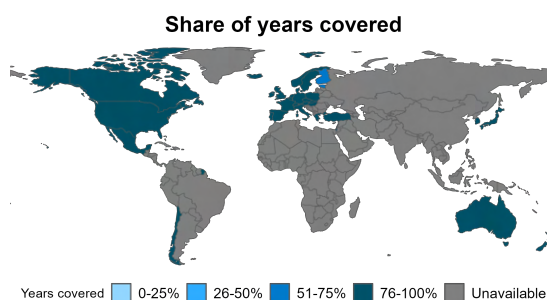 Share of years covered
Years covered 0-25% 26-50% 51-75% 76-100% Unavailable